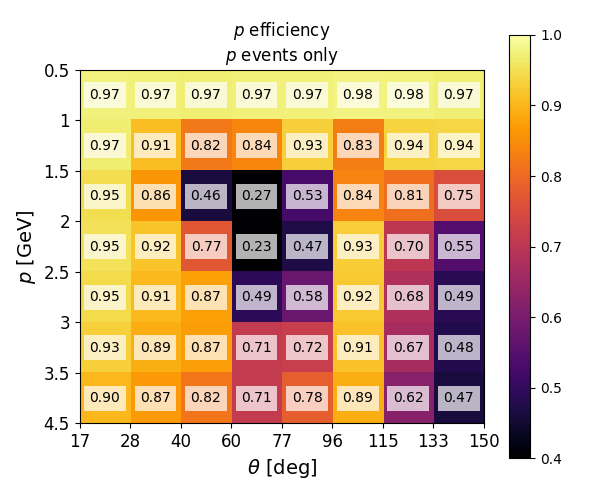 p efficiency
p events only
0.5
1
1.5
2
2.5
3
3.5
4.5
p [GeV]
0.97 0.97 0.97 0.97 0.97 0.98 0.98 0.97
0.97 0.91 0.82 0.84 0.93 0.83 0.94 0.94
0.95 0.86 0.46 0.27 0.53 0.84 0.81 0.75
0.95 0.92 0.77 0.23 0.47 0.93 0.70 0.55
0.95 0.91 0.87 0.49 0.58 0.92 0.68 0.49
0.93 0.89 0.87 0.71 0.72 0.91 0.67 0.48
0.90 0.87 0.82 0.71 0.78 0.89 0.62 0.47
17 28 40 60 77 96 115 133 150
θ [deg]
1.0
0.9
0.8
0.7
0.6
0.5
0.4